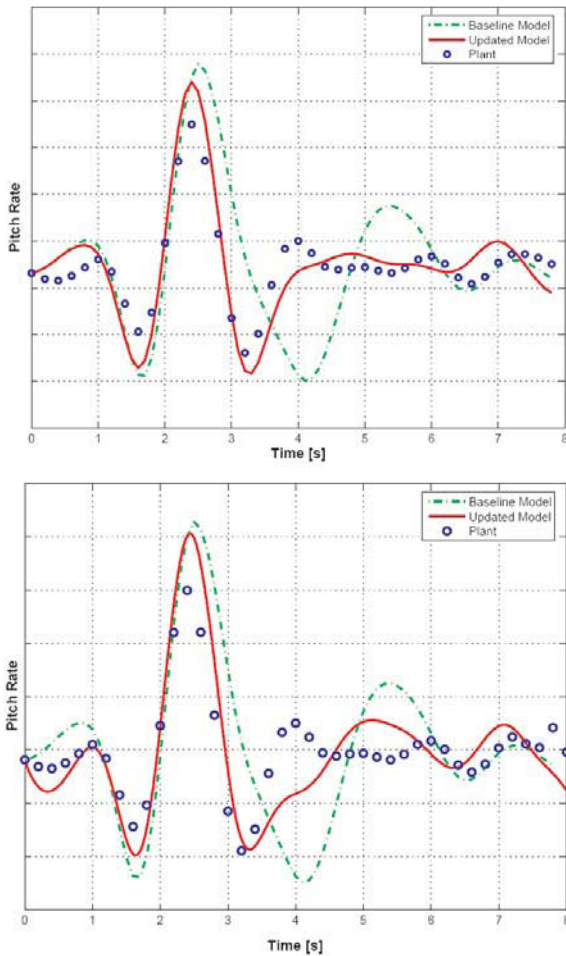 Baseline Model
Updated Model
Plant
Pitch Rate
0 1 2 3 4 5 6 7 8
Time [s]
Baseline Model
Updated Model
Plant
Pitch Rate
0 1 2 3 4 5 6 7 8
Time [s]